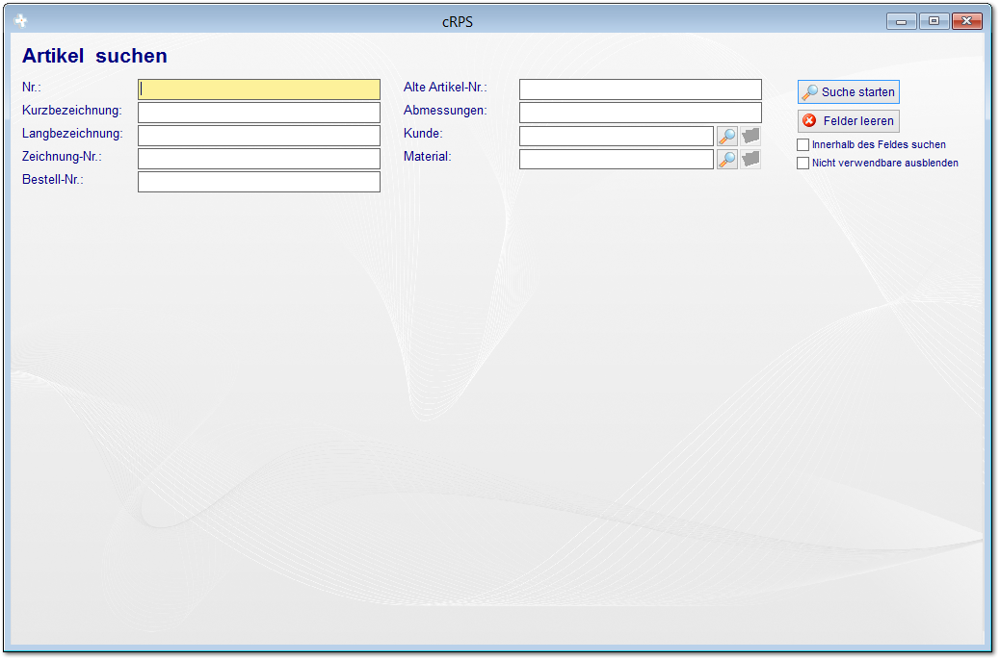 cRPS
Artikel suchen
Nr.:
Kurzbezeichnung:
Langbezeichnung:
Zeichnung-Nr.:
Bestell-Nr.:
Alte Artikel-Nr.:
Abmessungen:
Kunde:
Material:
Suche starten
Felder leeren
Innerhalb des Feldes suchen
Nicht verwendbare ausblenden